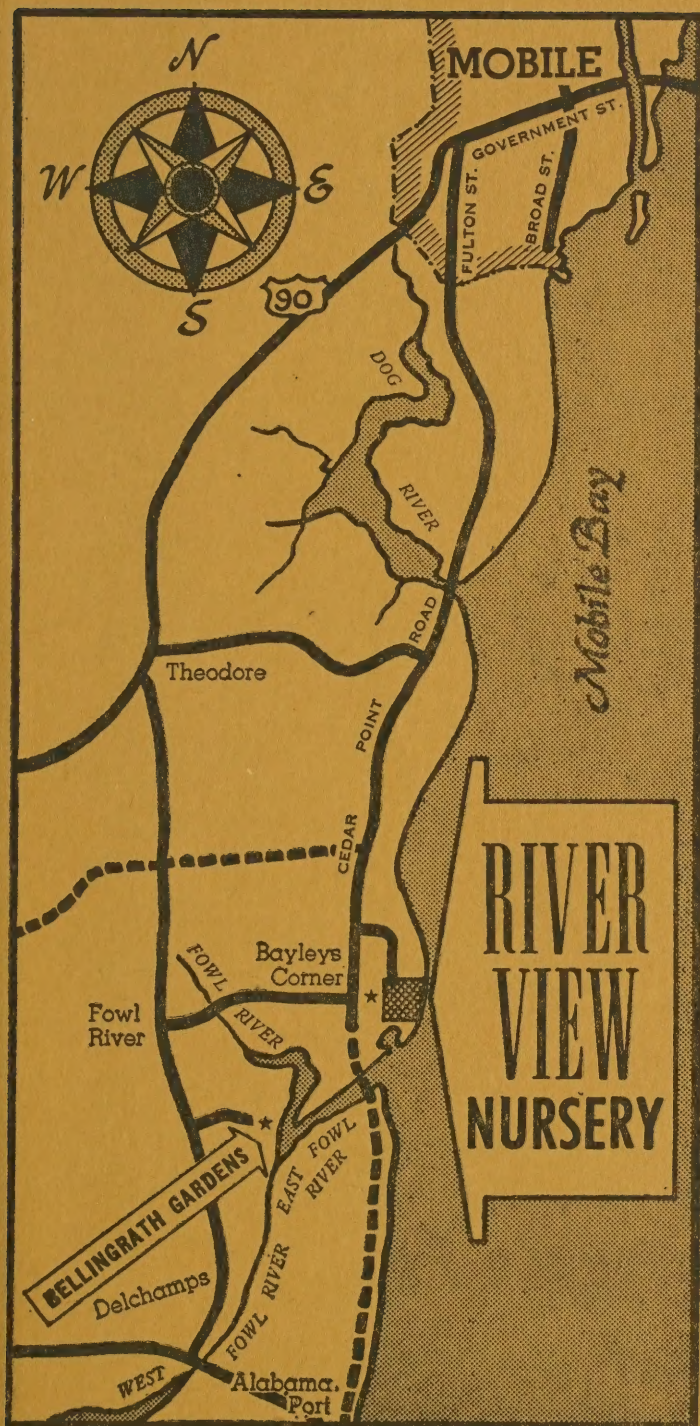 MOBILE
N
W
E
S
GOVERNMENT ST.
FULTON ST.
BROAD ST.
90
DOG
RIVER
Mobile Bay
ROAD
Theodore
POINT
CEDAR
RIVER
VIEW
NURSERY
Bayleys
Corner
FOWL
RIVER
Fowl
River
EAST FOWL
RIVER
BELLINGRATH GARDENS
Delchamps
WEST
FOWL RIVER
Alabama
Port